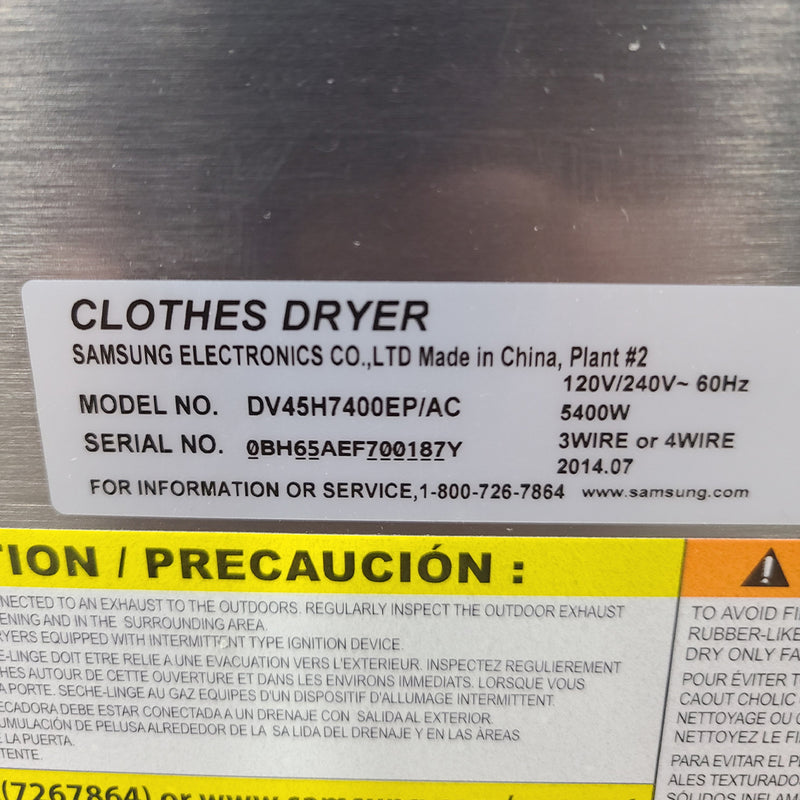 CLOTHES DRYER
SAMSUNG ELECTRONICS CO.,LTD Made in China, Plant #2
120V/240V~ 60Hz
MODEL NO. DV45H7400EP/AC
5400W
SERIAL NO. 0BH65AEF700187Y
3WIRE or 4WIRE
2014.07
FOR INFORMATION OR SERVICE,1-800-726-7864 www.samsung.com
TION / PRECAUCIÓN :
NNECTED TO AN EXHAUST TO THE OUTDOORS. REGULARLY INSPECT THE OUTDOOR EXHAUST
ENING AND IN THE SURROUNDING AREA.
RYERS EQUIPPED WITH INTERMITTENT TYPE IGNITION DEVICE.
E-LINGE DOIT ETRE RELIE A UNE EVACUATION VERS L'EXTERIEUR. INSPECTEZ REGULIEREMENT
HES AUTOUR DE CETTE OUVERTURE ET DANS LES ENVIRONS IMMEDIATS. LORSQUE VOUS
A PORTE. SECHE-LINGE AU GAZ EQUIPES D'UN DISPOSITIF D'ALLUMAGE INTERMITTENT.
ECADORA DEBE ESTAR CONECTADA A UN DRENAJE CON SALIDA AL EXTERIOR.
UMULACIÓN DE PELUSA ALREDEDOR DE LA SALIDA DEL DRENAJE Y EN LAS ÀREAS
E LA PUERTA.
TENTE.
(7267864) or www.samsung.com/
TO AVOID FI
RUBBER-LIKE
DRY ONLY FA
POUR ÉVITER T
CAOUT CHOLIC
NETTOYAGE OU
NETTOYEZ LE FI
PARA EVITAR EL P
ALES TEXTURADO
SÓLIDOS INFLAM